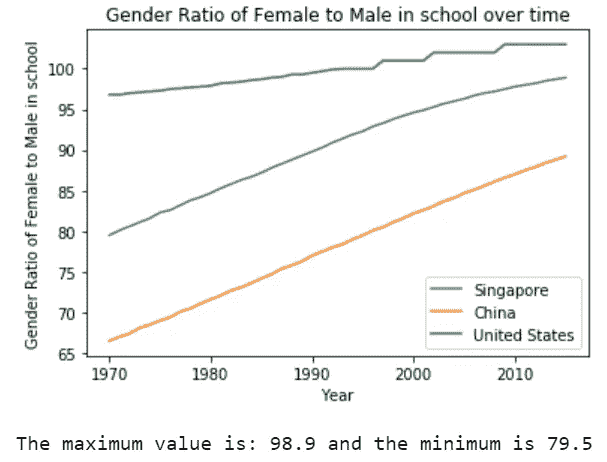 Gender Ratio of Female to Male in school over time
Gender Ratio of Female to Male in school
100
95
90
85
80
75
70
65
Singapore
China
United States
1970 1980 1990 2000 2010
Year
The maximum value is: 98.9 and the minimum is 79.5